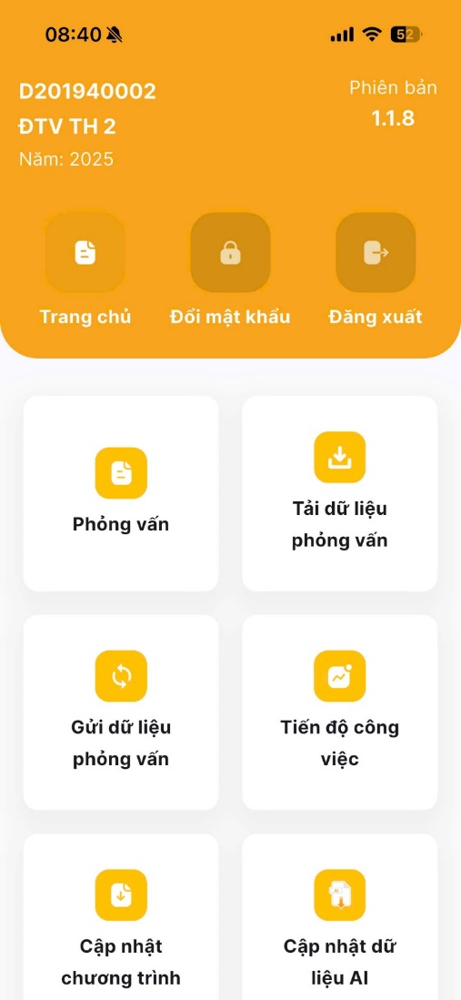 08:40
52
D201940002
Phiên bản
ĐTV TH 2
1.1.8
Năm: 2025
Trang chủ
Đổi mật khẩu
Đăng xuất
Phỏng vấn
Tải dữ liệu
phỏng vấn
Gửi dữ liệu
phỏng vấn
Tiến độ công
việc
Cập nhật
chương trình
Cập nhật dữ
liệu AI